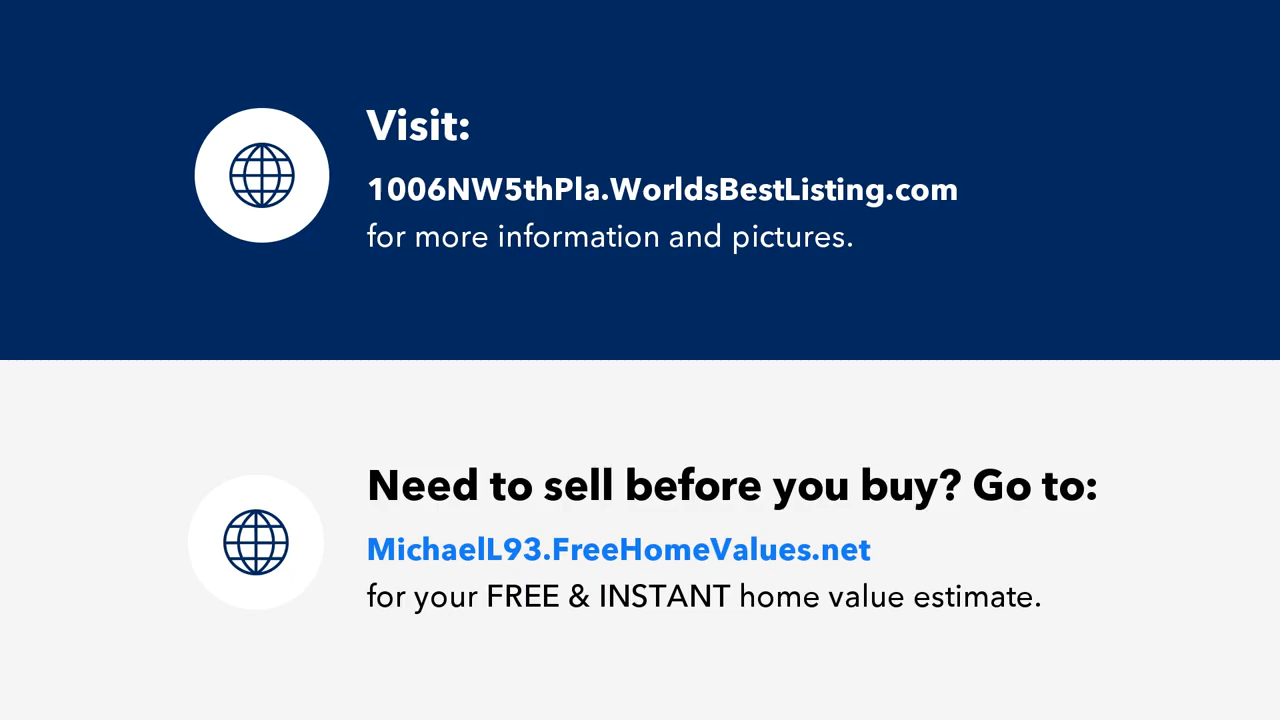 Visit:
1006NW5thPla.WorldsBestListing.com
for more information and pictures.
Need to sell before you buy? Go to:
MichaelL93.FreeHomeValues.net
for your FREE & INSTANT home value estimate.